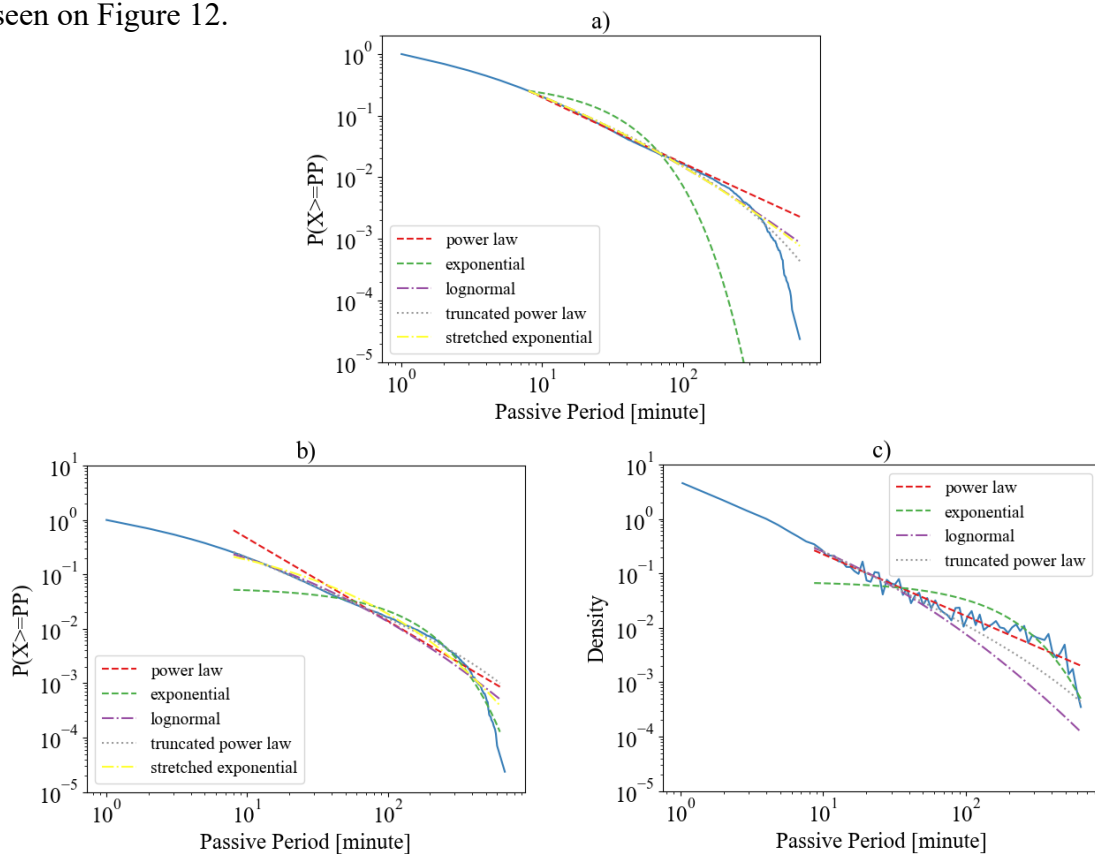 seen on Figure 12.
a)
10^0
10^-1
10^-2
10^-3
10^-4
10^-5
P(X>=PP)
power law
exponential
lognormal
truncated power law
stretched exponential
10^0 10^1 10^2
Passive Period [minute]
b)
10^1
10^0
10^-1
10^-2
10^-3
10^-4
10^-5
P(X>=PP)
power law
exponential
lognormal
truncated power law
stretched exponential
10^0 10^1 10^2
Passive Period [minute]
c)
10^1
10^0
10^-1
10^-2
10^-3
10^-4
10^-5
Density
power law
exponential
lognormal
truncated power law
10^0 10^1 10^2
Passive Period [minute]